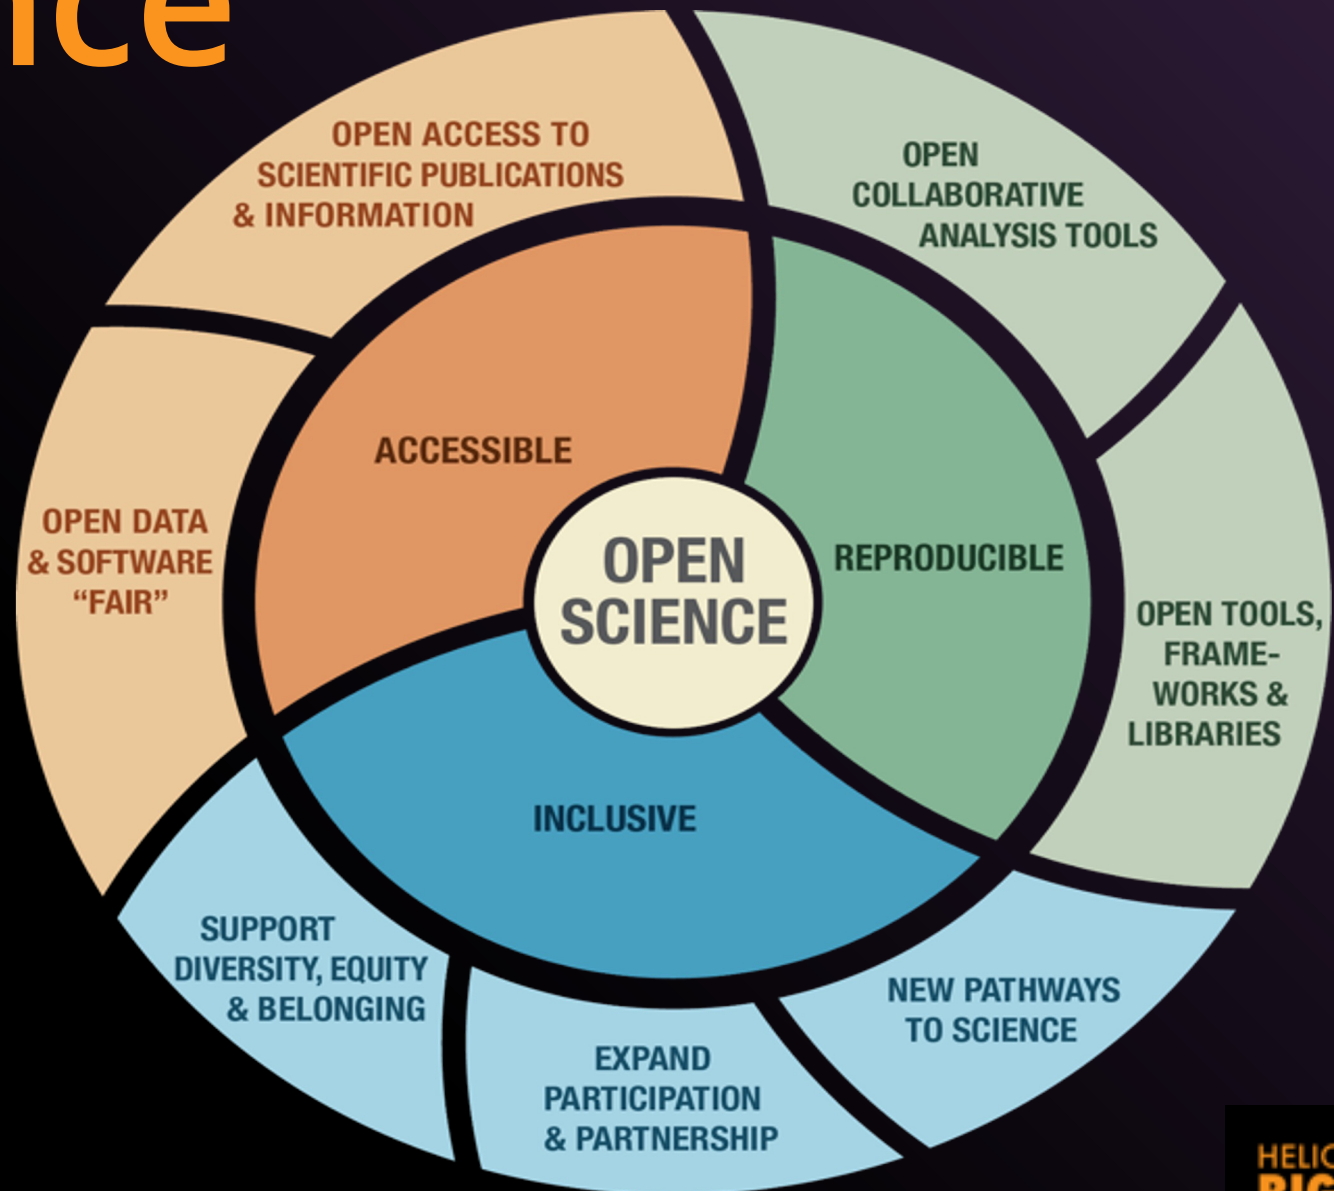 OPEN ACCESS TO
SCIENTIFIC PUBLICATIONS
& INFORMATION
OPEN
COLLABORATIVE
ANALYSIS TOOLS
ACCESSIBLE
OPEN DATA
& SOFTWARE
“FAIR”
OPEN
SCIENCE
REPRODUCIBLE
OPEN TOOLS,
FRAME-
WORKS &
LIBRARIES
INCLUSIVE
SUPPORT
DIVERSITY, EQUITY
& BELONGING
EXPAND
PARTICIPATION
& PARTNERSHIP
NEW PATHWAYS
TO SCIENCE